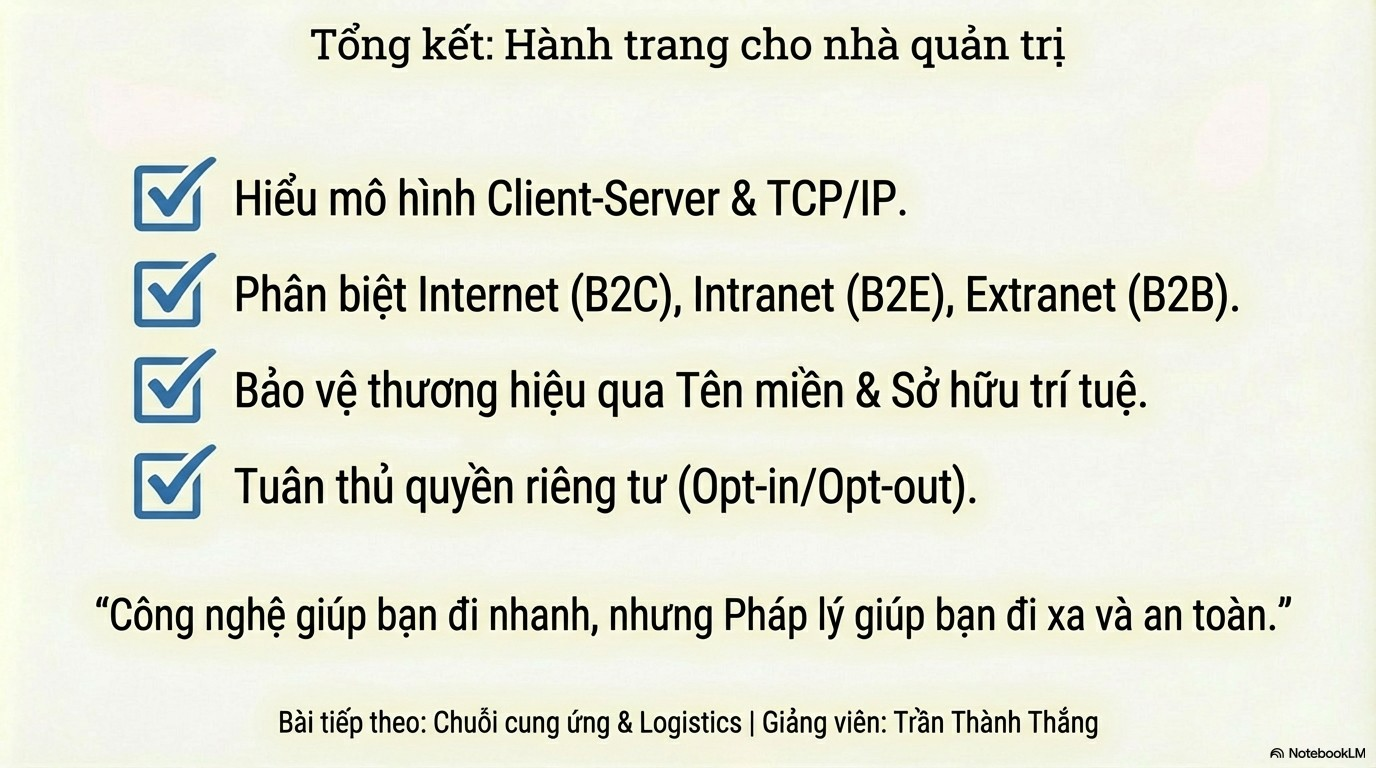 Tổng kết: Hành trang cho nhà quản trị
Hiểu mô hình Client-Server & TCP/IP.
Phân biệt Internet (B2C), Intranet (B2E), Extranet (B2B).
Bảo vệ thương hiệu qua Tên miền & Sở hữu trí tuệ.
Tuân thủ quyền riêng tư (Opt-in/Opt-out).
“Công nghệ giúp bạn đi nhanh, nhưng Pháp lý giúp bạn đi xa và an toàn.”
Bài tiếp theo: Chuỗi cung ứng & Logistics | Giảng viên: Trần Thành Thắng
NotebookLM